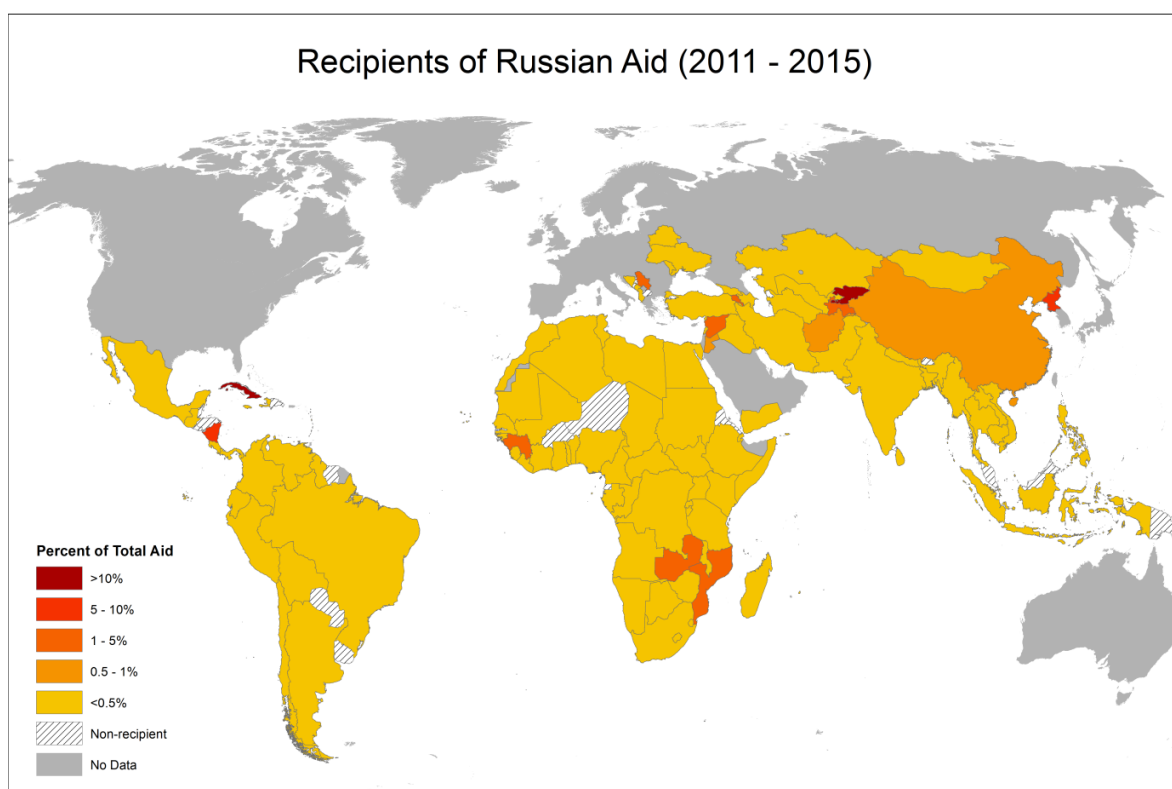 Recipients of Russian Aid (2011 - 2015)
Percent of Total Aid
>10%
5 - 10%
1 - 5%
0.5 - 1%
<0.5%
Non-recipient
No Data